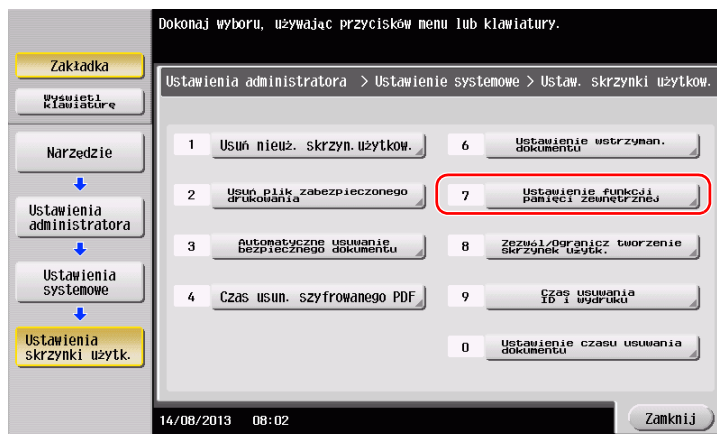 Dokonaj wyboru, używając przycisków menu lub klawiatury.
Zakładka
Wyświetl
klawiaturę
Ustawienia administratora > Ustawienie systemowe > Ustaw. skrzynki użytkow.
Narzędzie
Ustawienia
administratora
Ustawienia
systemowe
Ustawienia
skrzynki użytk.
1 Usuń nieuż. skrzyn.użytkow.
2 Usuń plik zabezpieczonego
drukowania
3 Automatyczne usuwanie
bezpiecznego dokumentu
4 Czas usun. szyfrowanego PDF
6 Ustawienie wstrzyman.
dokumentu
7 Ustawienie funkcji
pamięci zewnętrznej
8 Zezwól/Ogranicz tworzenie
skrzynek użytk.
9 Czas usuwania
ID i wydruku
0 Ustawienie czasu usuwania
dokumentu
14/08/2013 08:02
Zamknij